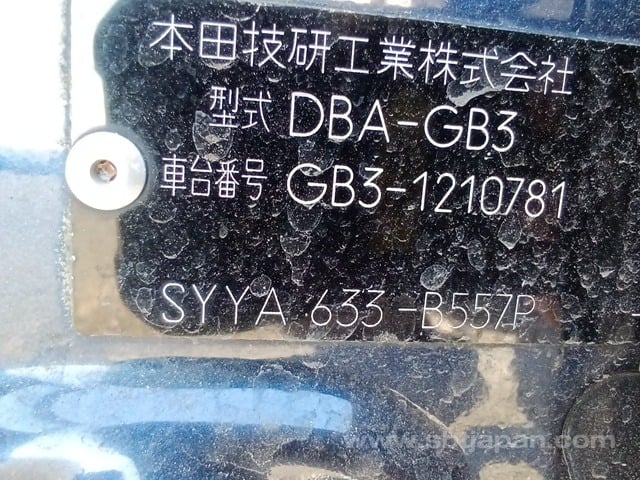 本田技研工業株式会社
型式 DBA-GB3
車台番号 GB3-1210781
SYYA 633-B557P
www.sbtjapan.com